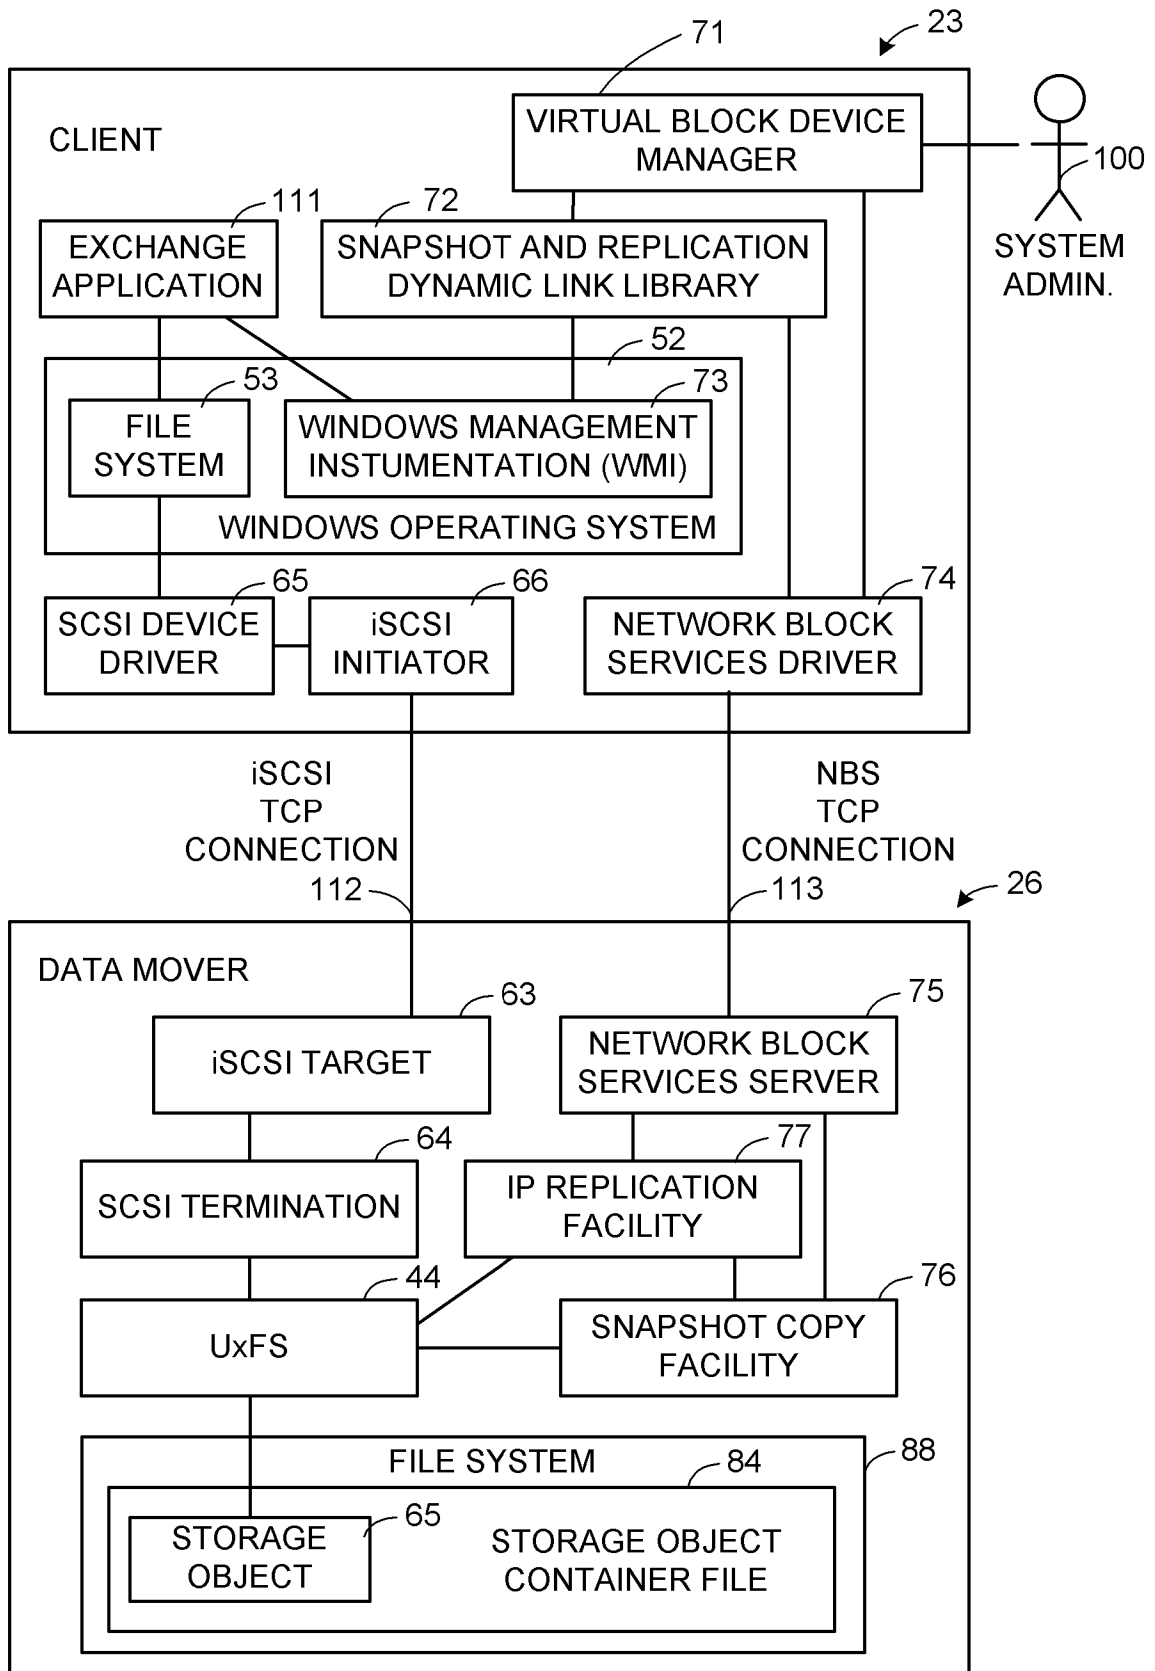 71
23
CLIENT
VIRTUAL BLOCK DEVICE
MANAGER
100
SYSTEM
ADMIN.
111
EXCHANGE
APPLICATION
72
SNAPSHOT AND REPLICATION
DYNAMIC LINK LIBRARY
52
53
FILE
SYSTEM
73
WINDOWS MANAGEMENT
INSTUMENTATION (WMI)
WINDOWS OPERATING SYSTEM
65
SCSI DEVICE
DRIVER
66
iSCSI
INITIATOR
74
NETWORK BLOCK
SERVICES DRIVER
iSCSI
TCP
CONNECTION
112
NBS
TCP
CONNECTION
113
26
DATA MOVER
63
iSCSI TARGET
75
NETWORK BLOCK
SERVICES SERVER
64
SCSI TERMINATION
77
IP REPLICATION
FACILITY
44
UxFS
76
SNAPSHOT COPY
FACILITY
FILE SYSTEM
88
84
65
STORAGE
OBJECT
STORAGE OBJECT
CONTAINER FILE